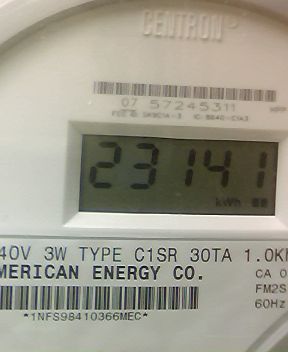 CENTRON
07 57245311
23141
kWh
40V 3W TYPE C1SR 30TA 1.0K
MERICAN ENERGY CO.
CA 0
FM2S
60Hz
*1NFS98410366MEC*